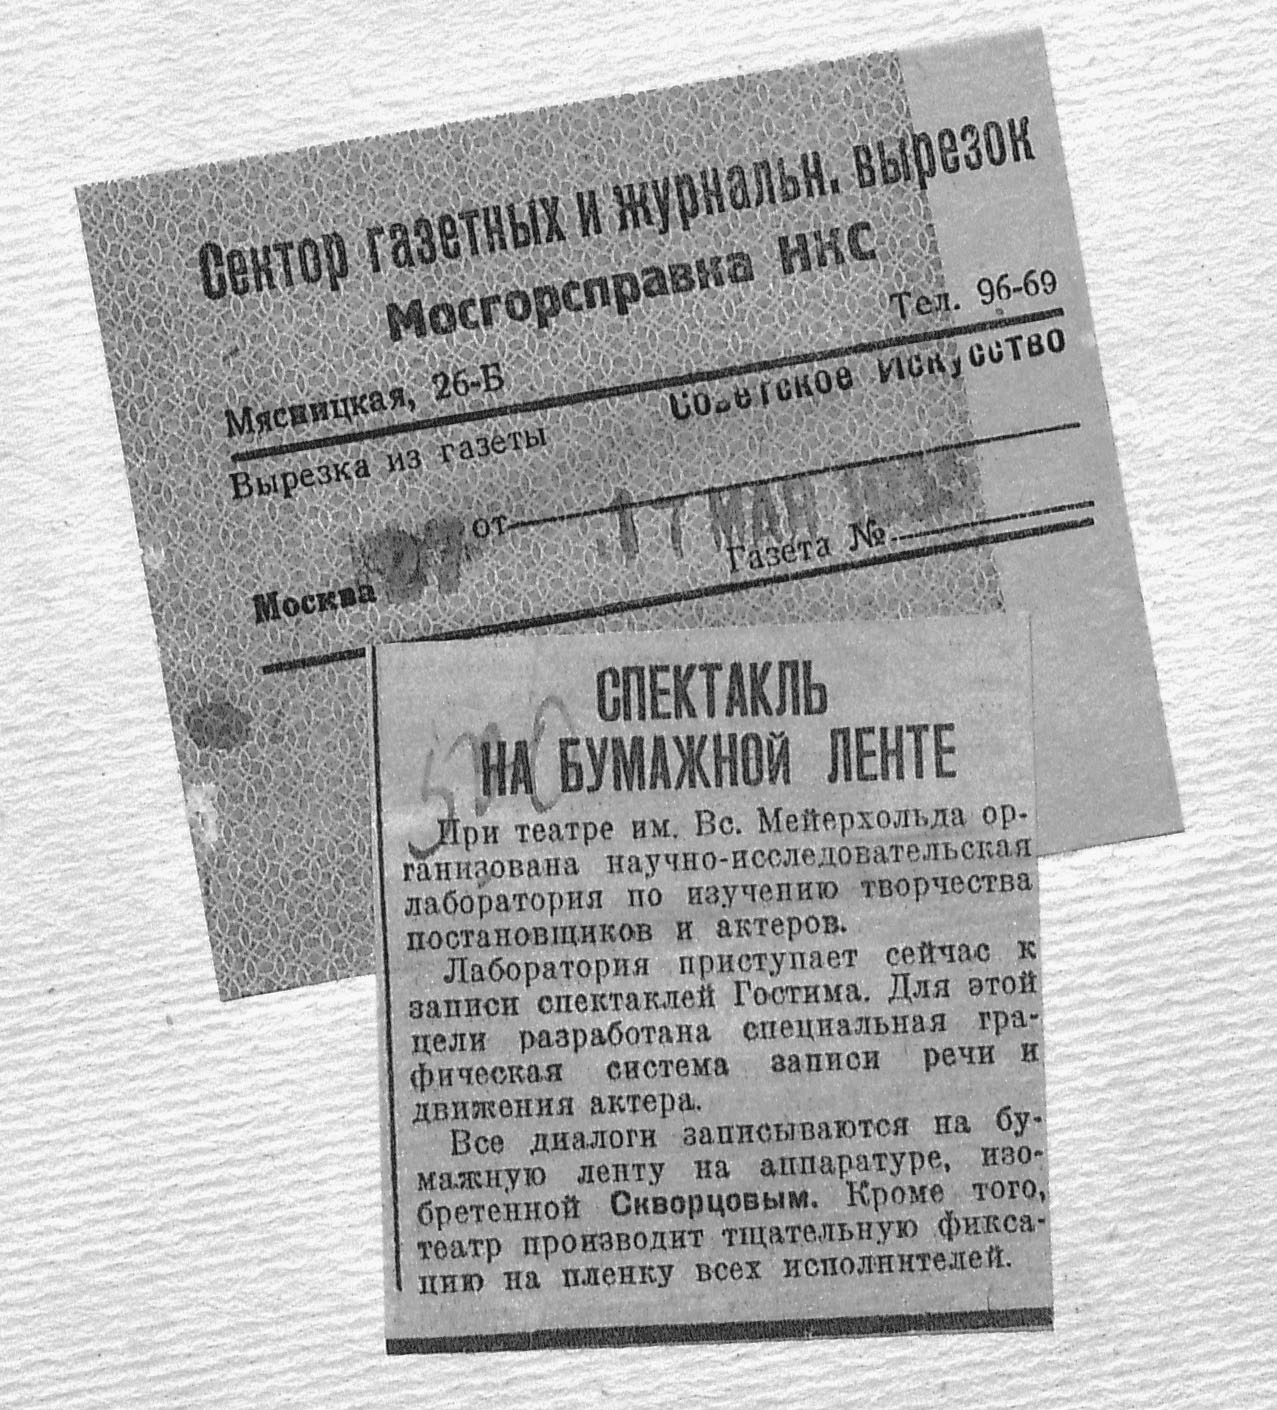 Сектор газетных и журнальн. вырезок
Мосгорсправка НКС
Мясницкая, 26-Б Тел. 96-69
Вырезка из газеты Советское Искусство
от 17 МАЙ
Москва Газета №
СПЕКТАКЛЬ
НА БУМАЖНОЙ ЛЕНТЕ
При театре им. Вс. Мейерхольда ор-
ганизована научно-исследовательская
лаборатория по изучению творчества
постановщиков и актеров.
Лаборатория приступает сейчас к
записи спектаклей Гостима. Для этой
цели разработана специальная гра-
фическая система записи речи и
движения актера.
Все диалоги записываются на бу-
мажную ленту на аппаратуре, изо-
бретенной Скворцовым. Кроме того,
театр производит тщательную фикса-
цию на пленку всех исполнителей.